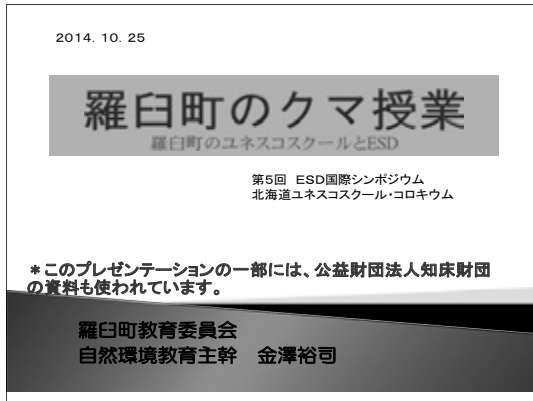 2014.10.25
羅臼町のクマ授業
羅臼町のユネスコスクールとESD
第5回　ESD国際シンポジウム
北海道ユネスコスクール・コロキウム
＊このプレゼンテーションの一部には、公益財団法人知床財団
の資料も使われています。
羅臼町教育委員会
自然環境教育主幹　金澤裕司